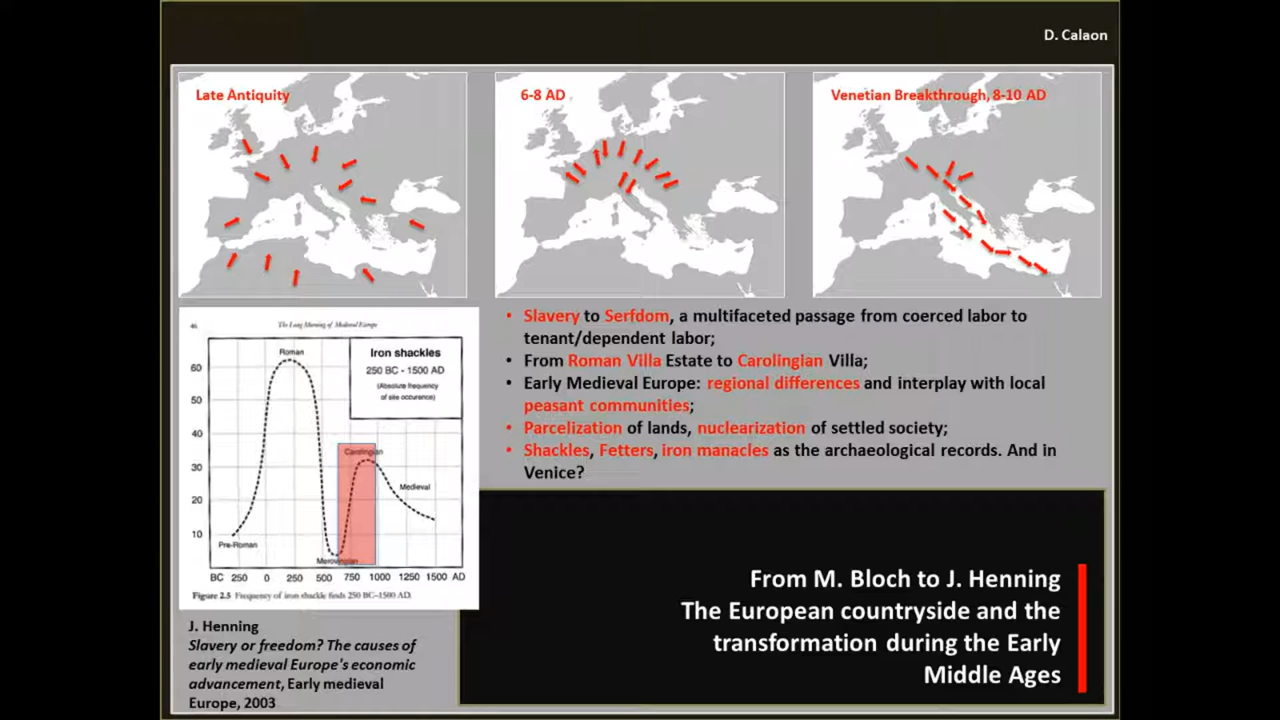 D. Calaon
Late Antiquity
6-8 AD
Venetian Breakthrough, 8-10 AD
• Slavery to Serfdom, a multifaceted passage from coerced labor to
tenant/dependent labor;
• From Roman Villa Estate to Carolingian Villa;
• Early Medieval Europe: regional differences and interplay with local
peasant communities;
• Parcelization of lands, nuclearization of settled society;
• Shackles, Fetters, iron manacles as the archaeological records. And in
Venice?
46
The Long Morning of Medieval Europe
Iron shackles
250 BC - 1500 AD
(Absolute frequency
of site occurence)
Roman
60
50
40
30
20
10
Carolingian
Medieval
Pre-Roman
Merovingian
BC 250 0 250 500 750 1000 1250 1500 AD
Figure 2.5 Frequency of iron shackle finds 250 BC–1500 AD.
J. Henning
Slavery or freedom? The causes of
early medieval Europe's economic
advancement, Early medieval
Europe, 2003
From M. Bloch to J. Henning
The European countryside and the
transformation during the Early
Middle Ages